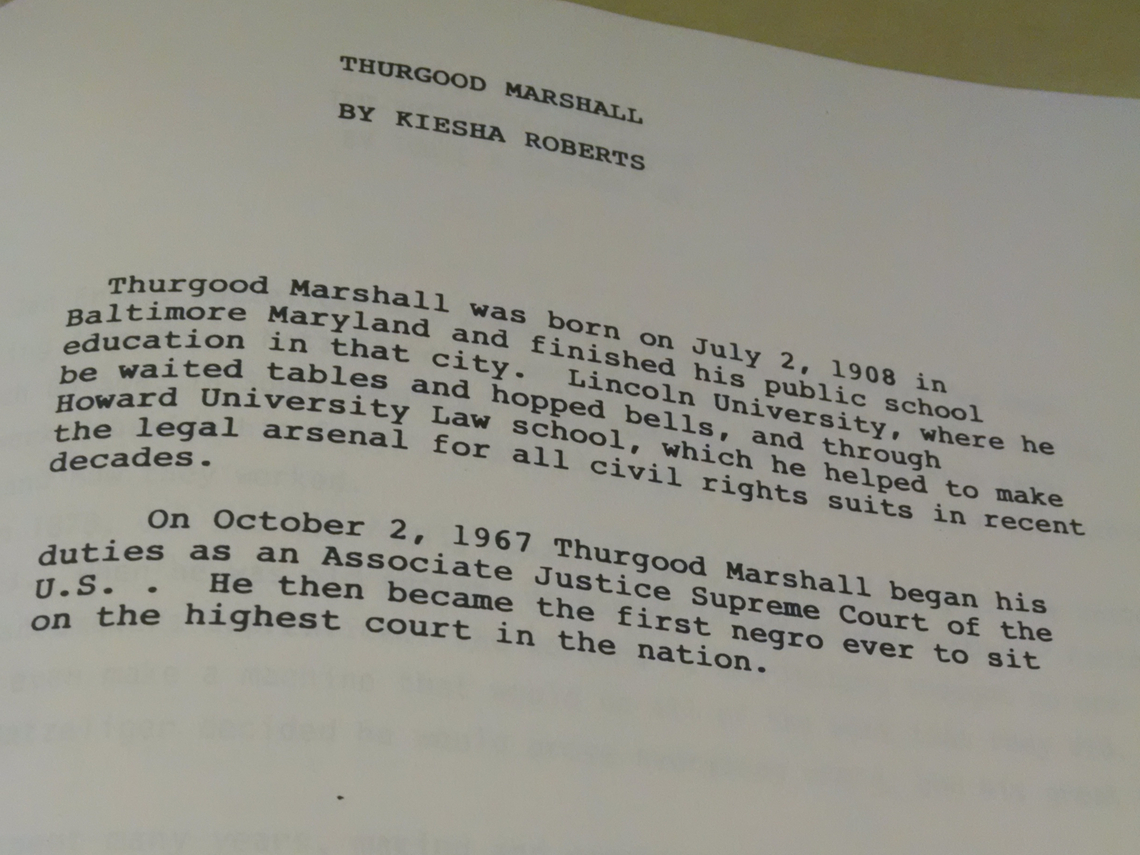 THURGOOD MARSHALL
BY KIESHA ROBERTS
Thurgood Marshall was born on July 2, 1908 in
Baltimore Maryland and finished his public school
education in that city. Lincoln University, where he
be waited tables and hopped bells, and through
Howard University Law school, which he helped to make
the legal arsenal for all civil rights suits in recent
decades.
On October 2, 1967 Thurgood Marshall began his
duties as an Associate Justice Supreme Court of the
U.S. . He then became the first negro ever to sit
on the highest court in the nation.